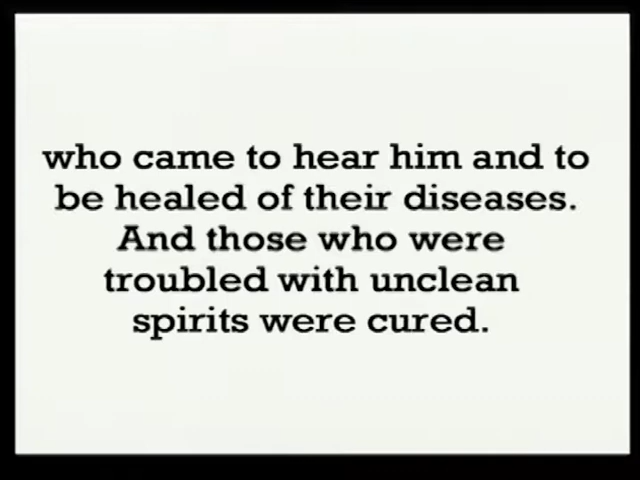 who came to hear him and to
be healed of their diseases.
And those who were
troubled with unclean
spirits were cured.